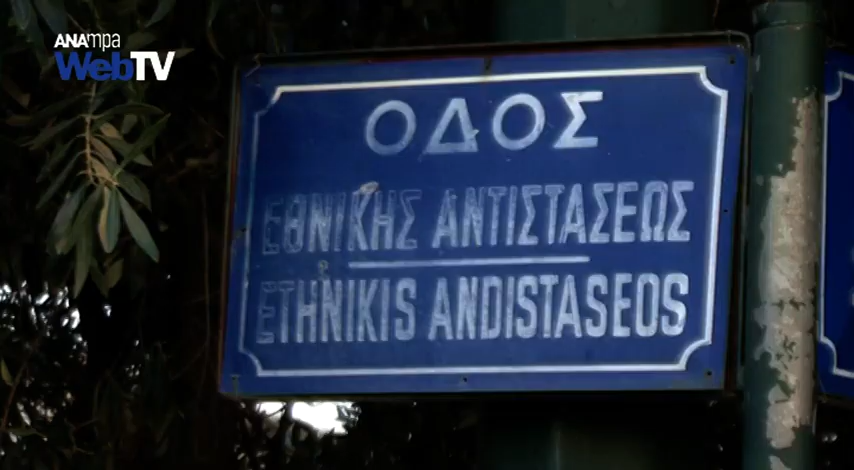 ANAmpa
WebTV
ΟΔΟΣ
ΕΘΝΙΚΗΣ ΑΝΤΙΣΤΑΣΕΩΣ
ETHNIKIS ANDISTASEOS